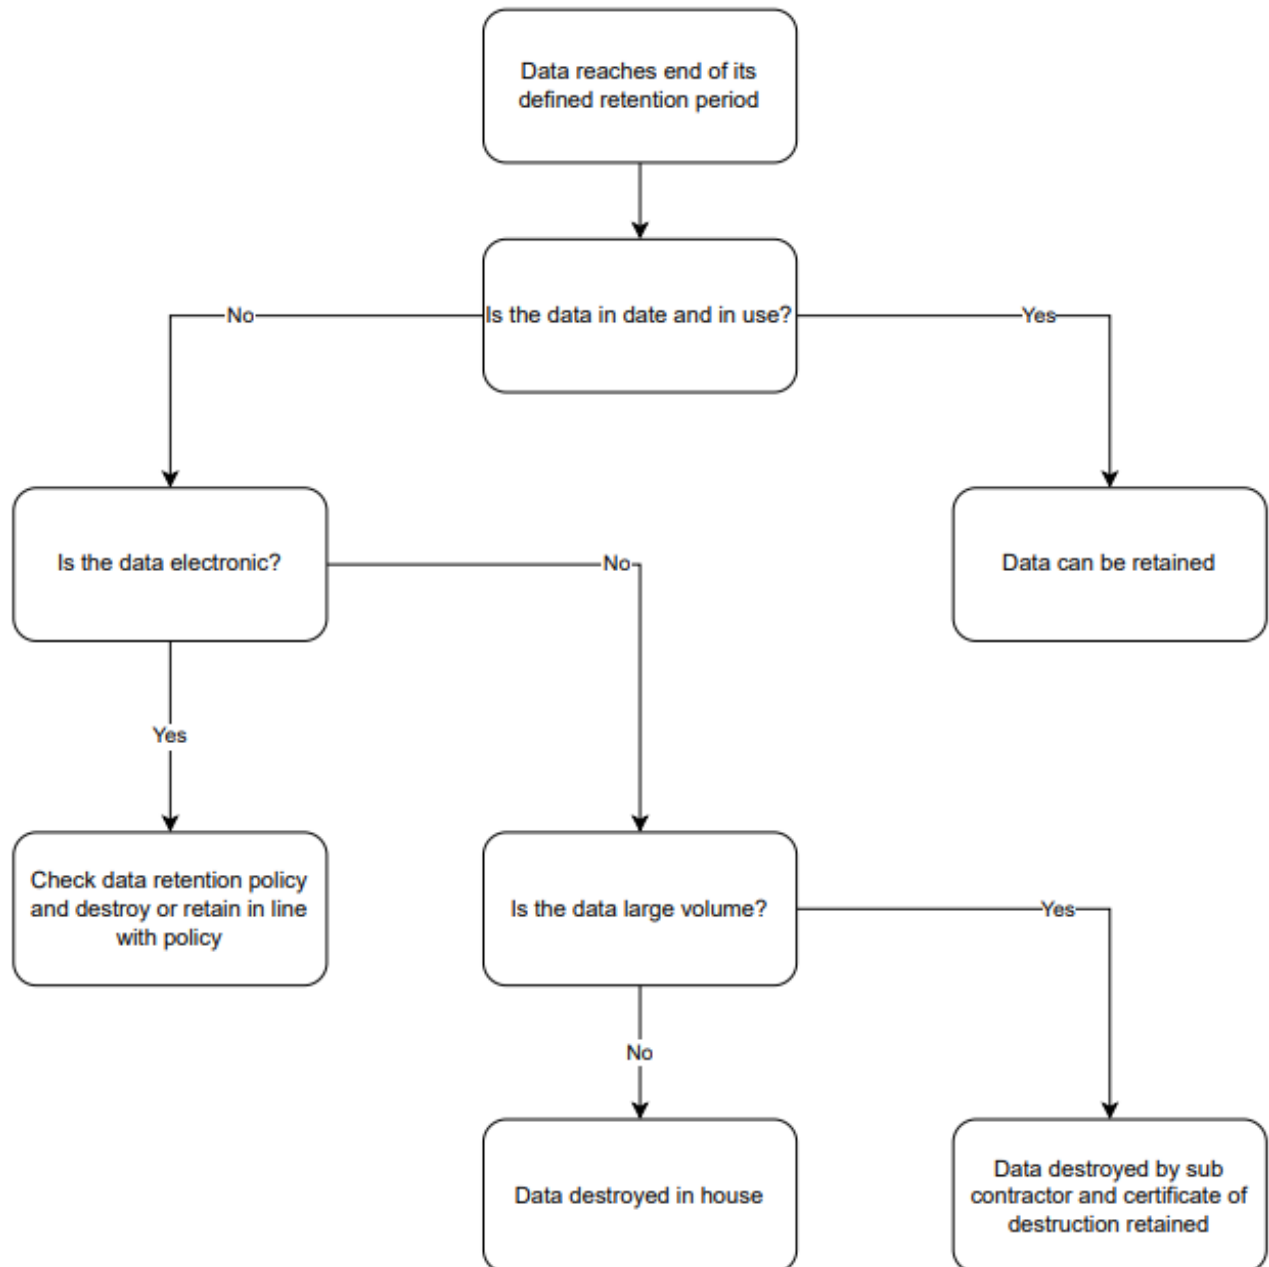 Data reaches end of its
defined retention period
Is the data in date and in use?
No
Yes
Is the data electronic?
No
Data can be retained
Yes
Check data retention policy
and destroy or retain in line
with policy
Is the data large volume?
Yes
No
Data destroyed in house
Data destroyed by sub
contractor and certificate of
destruction retained